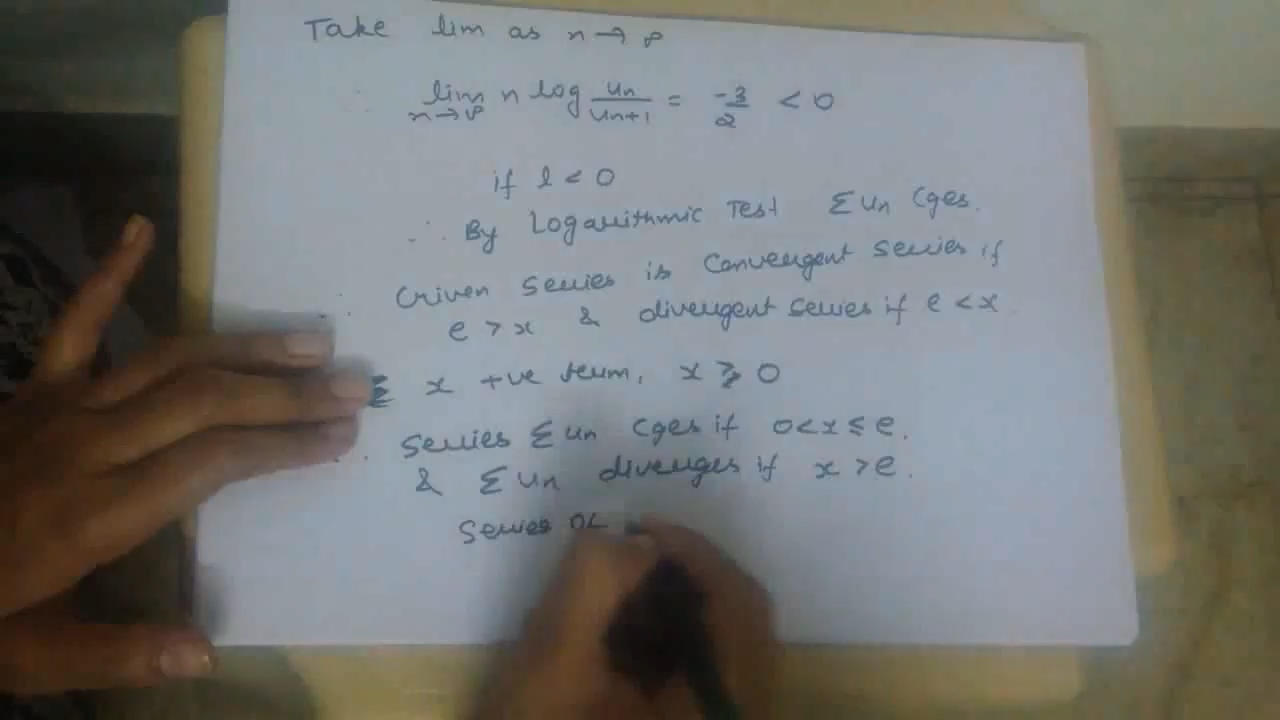 Take lim as n→∞
lim n→∞ n log un/un+1 = -3/2 < 0
if l < 0
∴ By Logarithmic Test Σun Cges.
∴ Given Series is Convergent Series if
e > x & divergent series if e < x
x +ve term, x ≥ 0
∴ Series Σun Cges if 0<x≤e.
& Σun diverges if x >e.
Series